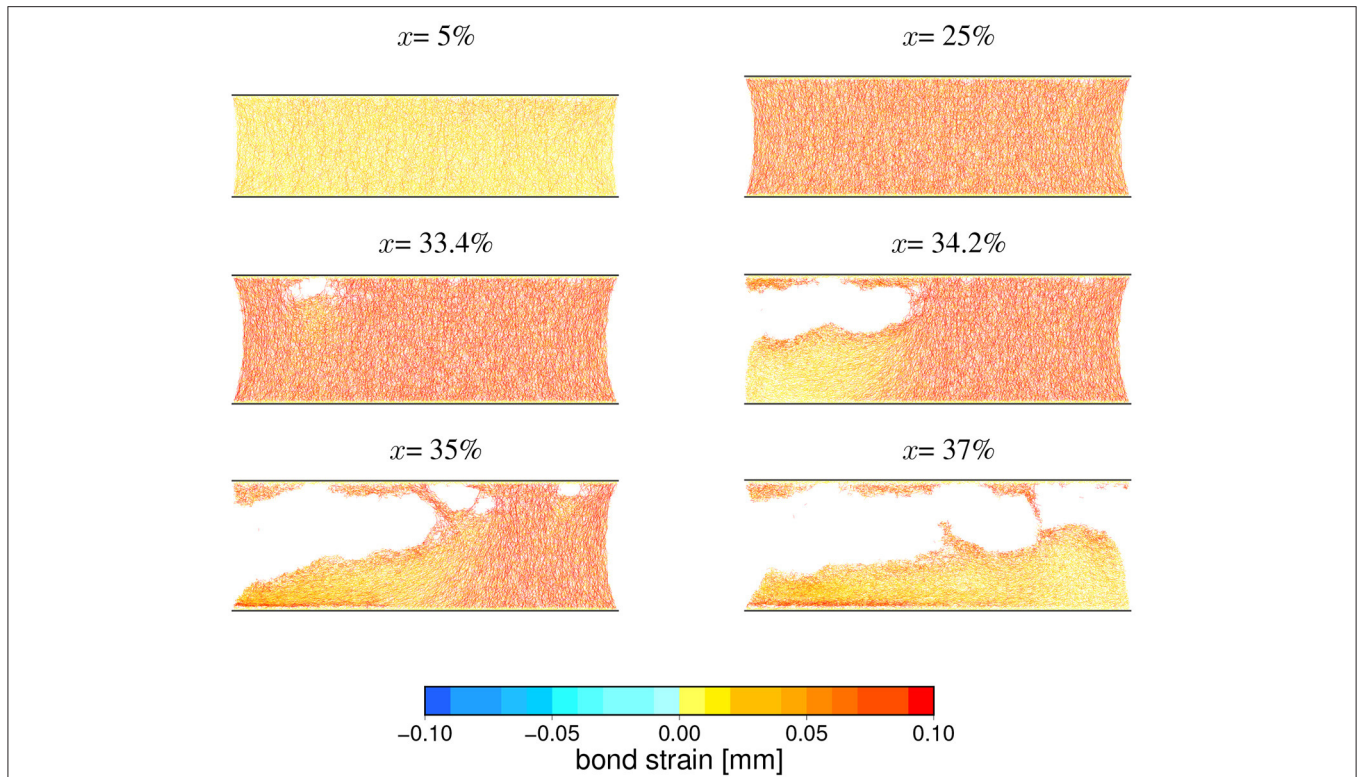 x= 5%
x= 25%
x= 33.4%
x= 34.2%
x= 35%
x= 37%
−0.10 −0.05 0.00 0.05 0.10
bond strain [mm]